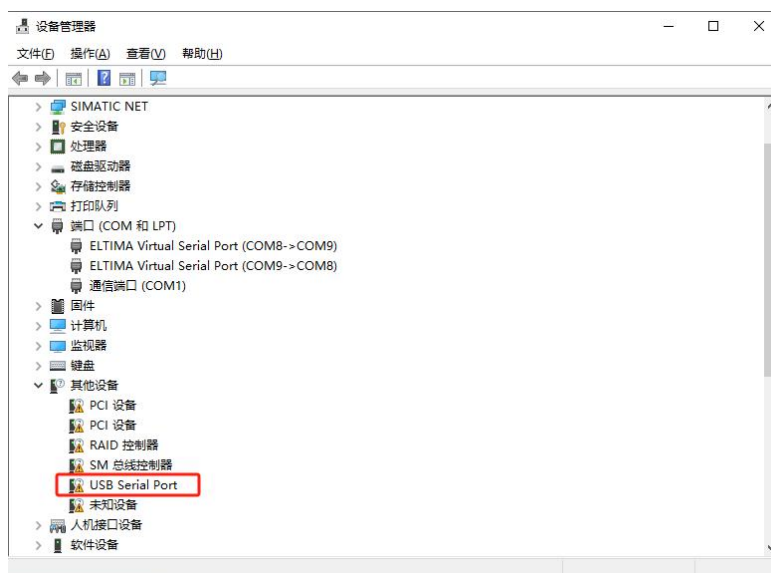 设备管理器
文件(F) 操作(A) 查看(V) 帮助(H)
SIMATIC NET
安全设备
处理器
磁盘驱动器
存储控制器
打印队列
端口 (COM 和 LPT)
ELTIMA Virtual Serial Port (COM8->COM9)
ELTIMA Virtual Serial Port (COM9->COM8)
通信端口 (COM1)
固件
计算机
监视器
键盘
其他设备
PCI 设备
PCI 设备
RAID 控制器
SM 总线控制器
USB Serial Port
未知设备
人机接口设备
软件设备